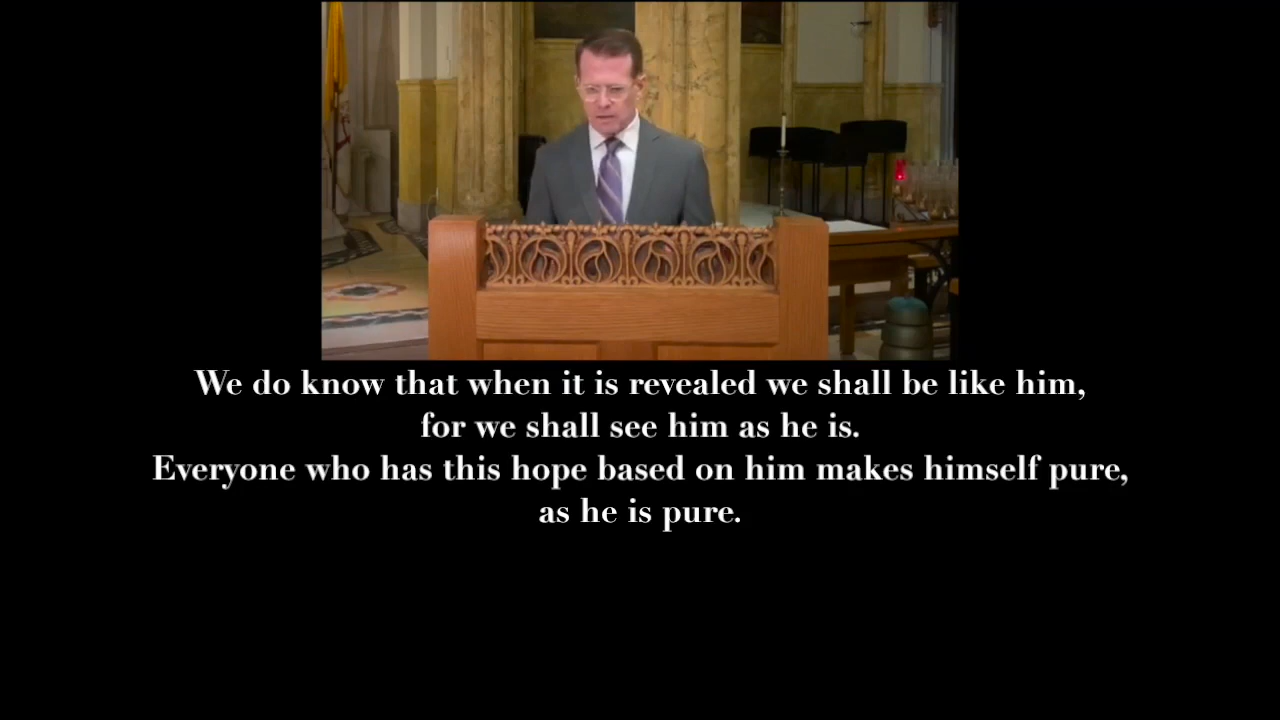 We do know that when it is revealed we shall be like him,
for we shall see him as he is.
Everyone who has this hope based on him makes himself pure,
as he is pure.